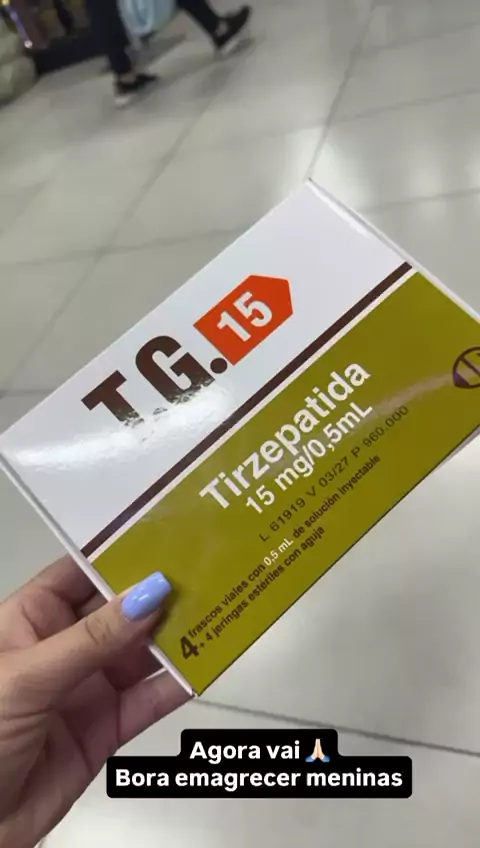 T.G. 15
Tirzepatida
15 mg/0,5mL
L 61919 V 03/27 P 960.000
4 frascos viales con 0,5 mL de solución inyectable
4 jeringas estériles con aguja
Agora vai 🙏🏻
Bora emagrecer meninas